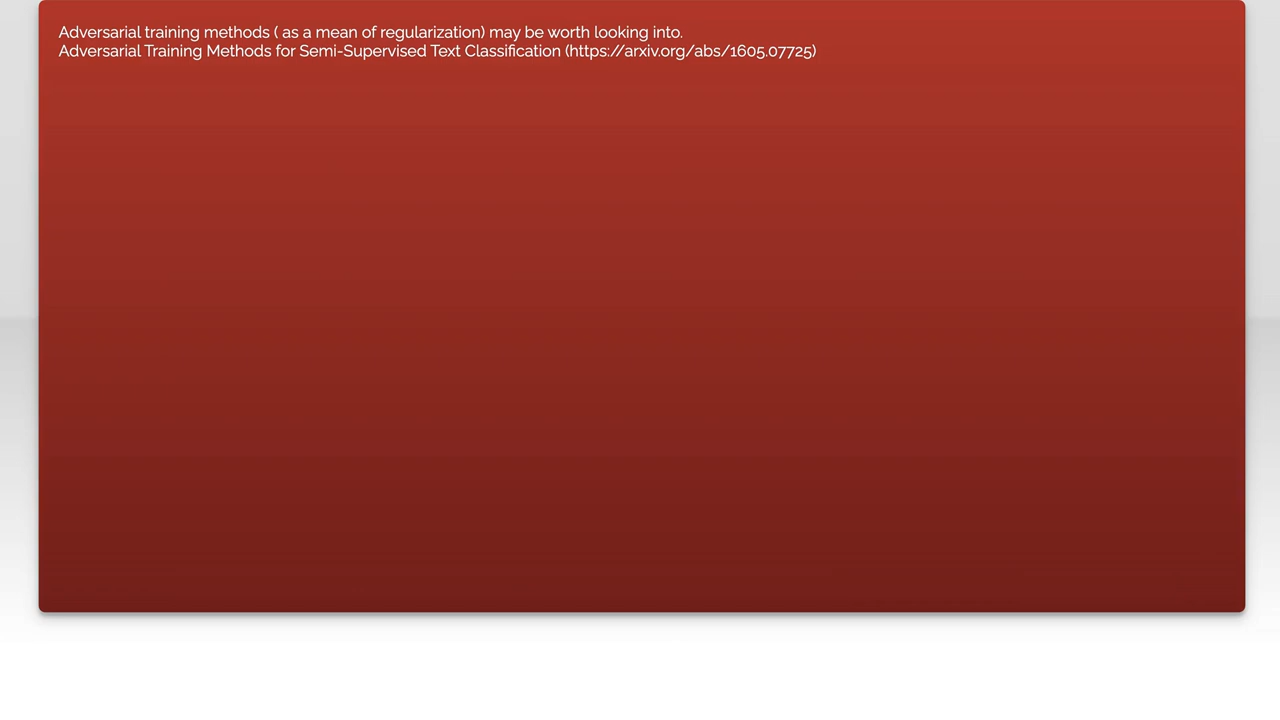 Adversarial training methods ( as a mean of regularization) may be worth looking into.
Adversarial Training Methods for Semi-Supervised Text Classification (https://arxiv.org/abs/1605.07725)